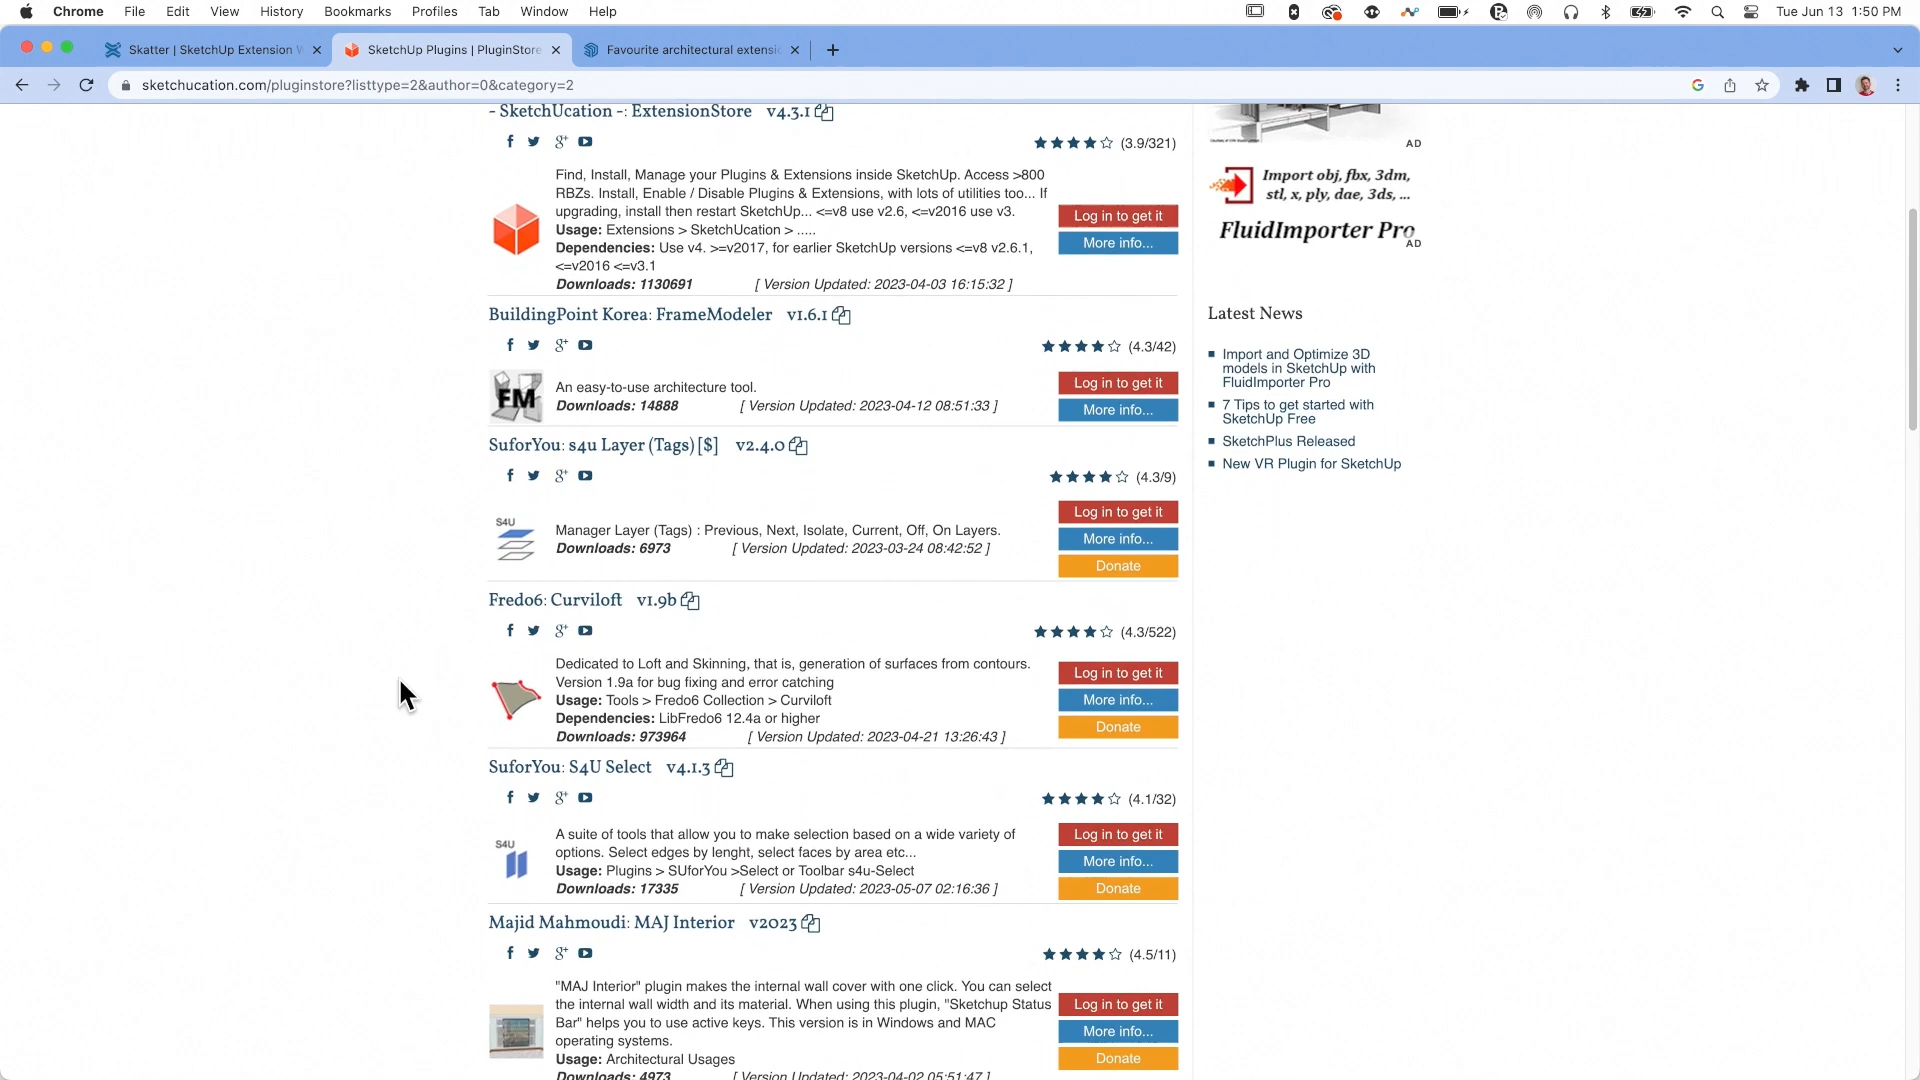 Chrome File Edit View History Bookmarks Profiles Tab Window Help Tue Jun 13 1:50 PM
Skatter | SketchUp Extension W SketchUp Plugins | PluginStore Favourite architectural extensi
sketchucation.com/pluginstore?listtype=2&author=0&category=2
- SketchUcation -: ExtensionStore v4.3.1
(3.9/321)
Find, Install, Manage your Plugins & Extensions inside SketchUp. Access >800
RBZs. Install, Enable / Disable Plugins & Extensions, with lots of utilities too... If
upgrading, install then restart SketchUp... <=v8 use v2.6, <=v2016 use v3.
Usage: Extensions > SketchUcation > .....
Dependencies: Use v4. >=v2017, for earlier SketchUp versions <=v8 v2.6.1,
<=v2016 <=v3.1
Downloads: 1130691 [ Version Updated: 2023-04-03 16:15:32 ]
Log in to get it
More info...
BuildingPoint Korea: FrameModeler v1.6.1
(4.3/42)
FM
An easy-to-use architecture tool.
Downloads: 14888 [ Version Updated: 2023-04-12 08:51:33 ]
Log in to get it
More info...
SuforYou: s4u Layer (Tags) [$] v2.4.0
(4.3/9)
S4U
Manager Layer (Tags) : Previous, Next, Isolate, Current, Off, On Layers.
Downloads: 6973 [ Version Updated: 2023-03-24 08:42:52 ]
Log in to get it
More info...
Donate
Fredo6: Curviloft v1.9b
(4.3/522)
Dedicated to Loft and Skinning, that is, generation of surfaces from contours.
Version 1.9a for bug fixing and error catching
Usage: Tools > Fredo6 Collection > Curviloft
Dependencies: LibFredo6 12.4a or higher
Downloads: 973964 [ Version Updated: 2023-04-21 13:26:43 ]
Log in to get it
More info...
Donate
SuforYou: S4U Select v4.1.3
(4.1/32)
S4U
A suite of tools that allow you to make selection based on a wide variety of
options. Select edges by lenght, select faces by area etc...
Usage: Plugins > SUforYou >Select or Toolbar s4u-Select
Downloads: 17335 [ Version Updated: 2023-05-07 02:16:36 ]
Log in to get it
More info...
Donate
Majid Mahmoudi: MAJ Interior v2023
(4.5/11)
"MAJ Interior" plugin makes the internal wall cover with one click. You can select
the internal wall width and its material. When using this plugin, "Sketchup Status
Bar" helps you to use active keys. This version is in Windows and MAC
operating systems.
Usage: Architectural Usages
Downloads: 4973 [ Version Updated: 2023-04-02 05:51:47 ]
Log in to get it
More info...
Donate
AD
Import obj, fbx, 3dm,
stl, x, ply, dae, 3ds, ...
FluidImporter Pro
AD
Latest News
Import and Optimize 3D
models in SketchUp with
FluidImporter Pro
7 Tips to get started with
SketchUp Free
SketchPlus Released
New VR Plugin for SketchUp